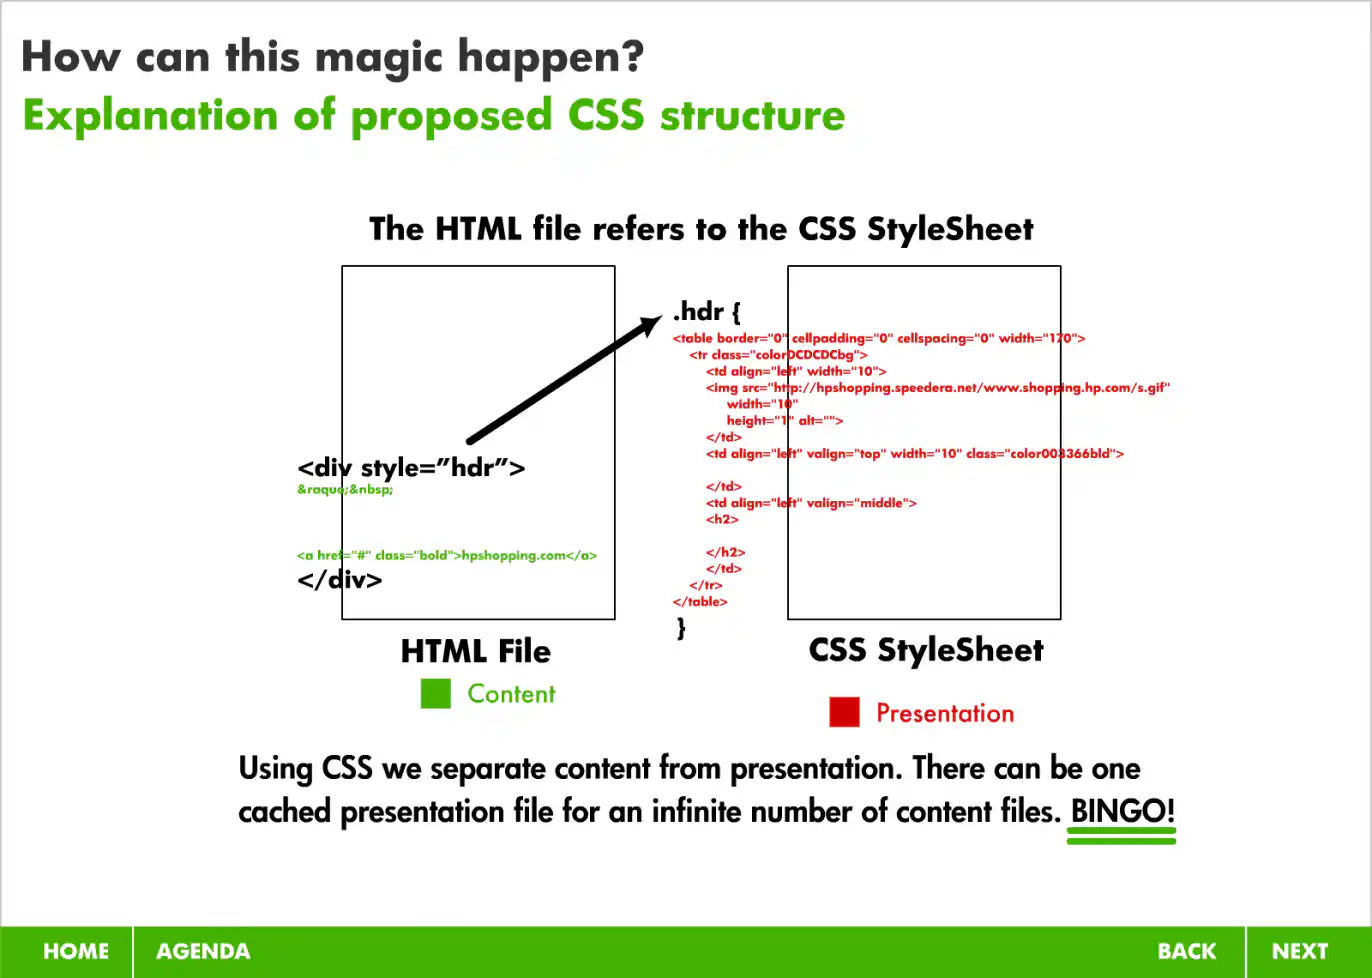 How can this magic happen?
Explanation of proposed CSS structure
The HTML file refers to the CSS StyleSheet
<div style=”hdr”>
&raquo;&nbsp;
<a href="#" class="bold">hpshopping.com</a>
</div>
HTML File
Content
.hdr {
<table border="0" cellpadding="0" cellspacing="0" width="170">
<tr class="colorDCDCDCbg">
<td align="left" width="10">
<img src="http://hpshopping.speedera.net/www.shopping.hp.com/s.gif"
width="10"
height="1" alt="">
</td>
<td align="left" valign="top" width="10" class="color003366bld">
</td>
<td align="left" valign="middle">
<h2>
</h2>
</td>
</tr>
</table>
}
CSS StyleSheet
Presentation
Using CSS we separate content from presentation. There can be one
cached presentation file for an infinite number of content files. BINGO!
HOME AGENDA BACK NEXT